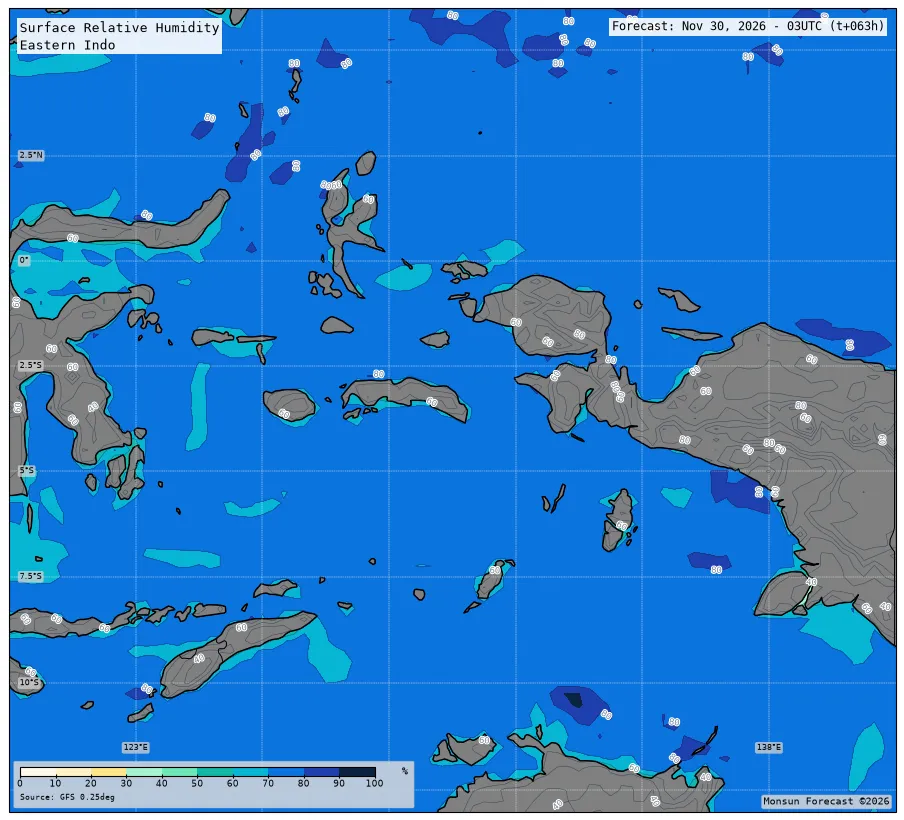 Surface Relative Humidity
Eastern Indo
Forecast: Nov 30, 2026 - 03UTC (t+063h)
2.5°N
0°
2.5°S
5°S
7.5°S
10°S
123°E
138°E
%
0 10 20 30 40 50 60 70 80 90 100
Source: GFS 0.25deg
Monsun Forecast ©2026